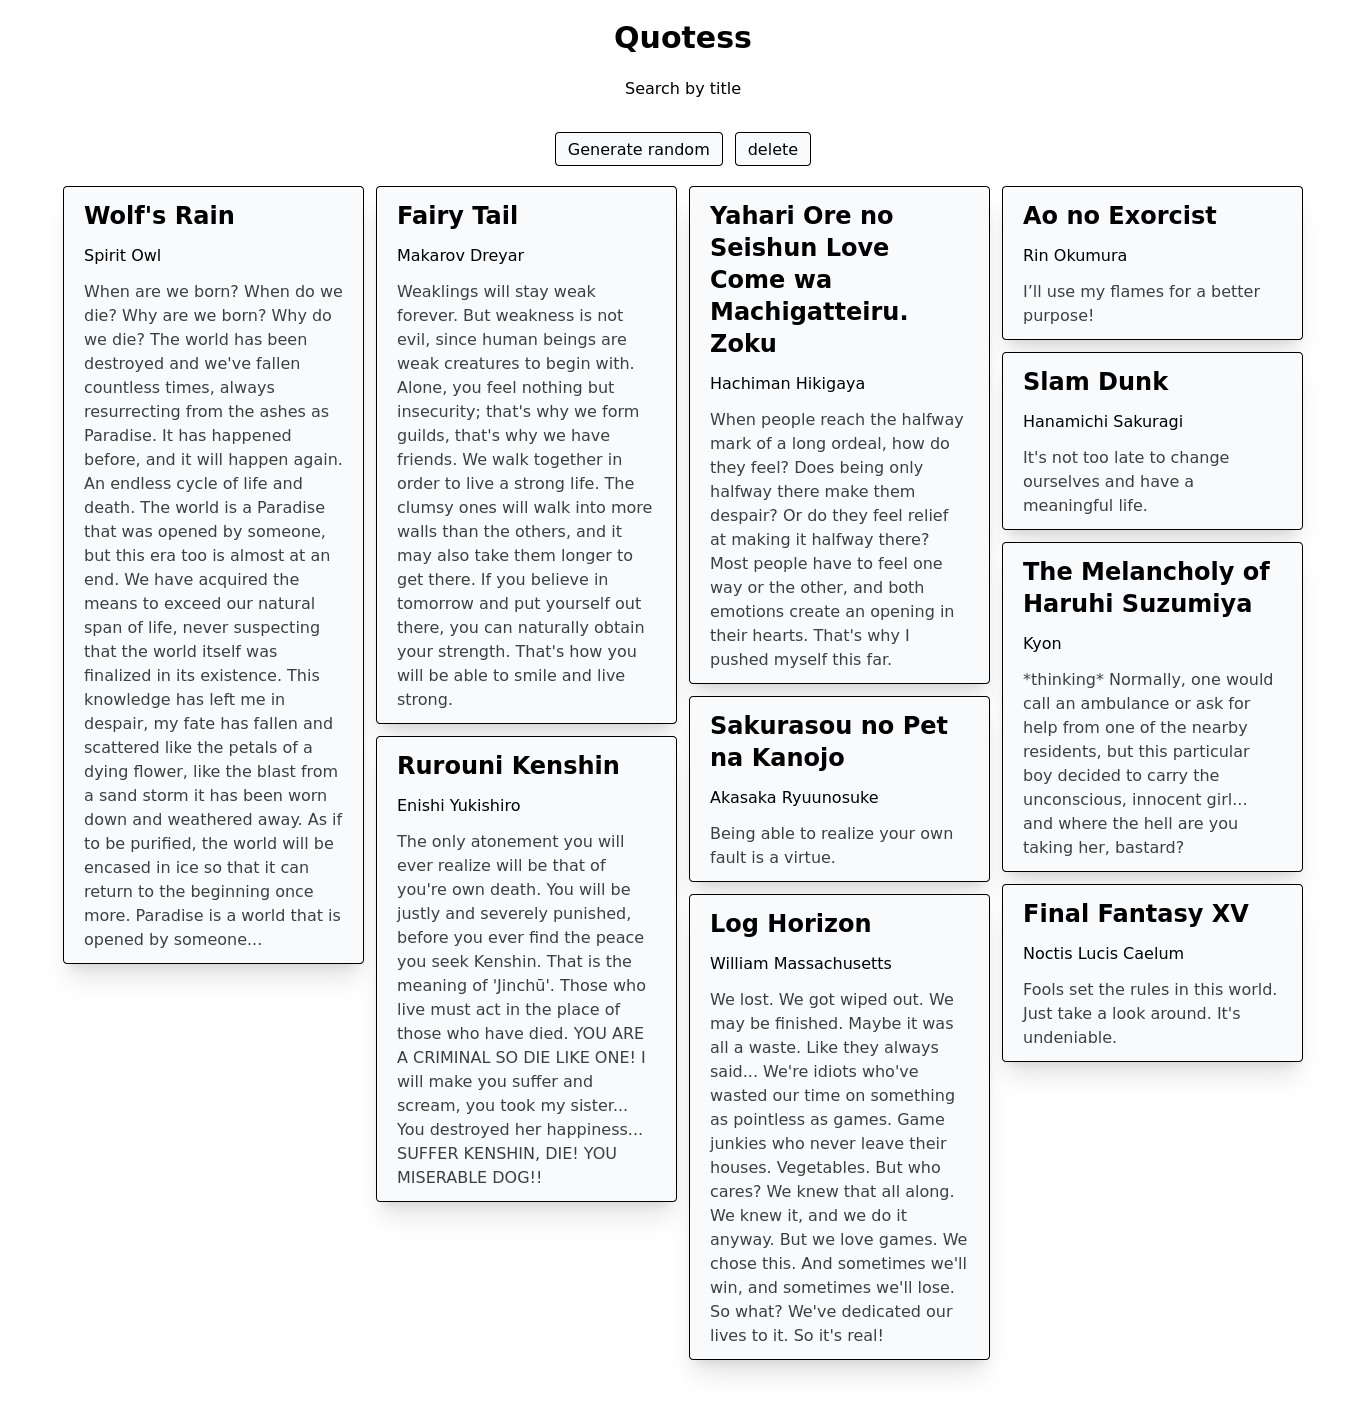 Quotess
Search by title
Generate random
delete
Wolf's Rain
Spirit Owl
When are we born? When do we
die? Why are we born? Why do
we die? The world has been
destroyed and we've fallen
countless times, always
resurrecting from the ashes as
Paradise. It has happened
before, and it will happen again.
An endless cycle of life and
death. The world is a Paradise
that was opened by someone,
but this era too is almost at an
end. We have acquired the
means to exceed our natural
span of life, never suspecting
that the world itself was
finalized in its existence. This
knowledge has left me in
despair, my fate has fallen and
scattered like the petals of a
dying flower, like the blast from
a sand storm it has been worn
down and weathered away. As if
to be purified, the world will be
encased in ice so that it can
return to the beginning once
more. Paradise is a world that is
opened by someone...
Fairy Tail
Makarov Dreyar
Weaklings will stay weak
forever. But weakness is not
evil, since human beings are
weak creatures to begin with.
Alone, you feel nothing but
insecurity; that's why we form
guilds, that's why we have
friends. We walk together in
order to live a strong life. The
clumsy ones will walk into more
walls than the others, and it
may also take them longer to
get there. If you believe in
tomorrow and put yourself out
there, you can naturally obtain
your strength. That's how you
will be able to smile and live
strong.
Rurouni Kenshin
Enishi Yukishiro
The only atonement you will
ever realize will be that of
you're own death. You will be
justly and severely punished,
before you ever find the peace
you seek Kenshin. That is the
meaning of 'Jinchū'. Those who
live must act in the place of
those who have died. YOU ARE
A CRIMINAL SO DIE LIKE ONE! I
will make you suffer and
scream, you took my sister...
You destroyed her happiness...
SUFFER KENSHIN, DIE! YOU
MISERABLE DOG!!
Yahari Ore no
Seishun Love
Come wa
Machigatteiru.
Zoku
Hachiman Hikigaya
When people reach the halfway
mark of a long ordeal, how do
they feel? Does being only
halfway there make them
despair? Or do they feel relief
at making it halfway there?
Most people have to feel one
way or the other, and both
emotions create an opening in
their hearts. That's why I
pushed myself this far.
Sakurasou no Pet
na Kanojo
Akasaka Ryuunosuke
Being able to realize your own
fault is a virtue.
Log Horizon
William Massachusetts
We lost. We got wiped out. We
may be finished. Maybe it was
all a waste. Like they always
said... We're idiots who've
wasted our time on something
as pointless as games. Game
junkies who never leave their
houses. Vegetables. But who
cares? We knew that all along.
We knew it, and we do it
anyway. But we love games. We
chose this. And sometimes we'll
win, and sometimes we'll lose.
So what? We've dedicated our
lives to it. So it's real!
Ao no Exorcist
Rin Okumura
I’ll use my flames for a better
purpose!
Slam Dunk
Hanamichi Sakuragi
It's not too late to change
ourselves and have a
meaningful life.
The Melancholy of
Haruhi Suzumiya
Kyon
*thinking* Normally, one would
call an ambulance or ask for
help from one of the nearby
residents, but this particular
boy decided to carry the
unconscious, innocent girl...
and where the hell are you
taking her, bastard?
Final Fantasy XV
Noctis Lucis Caelum
Fools set the rules in this world.
Just take a look around. It's
undeniable.